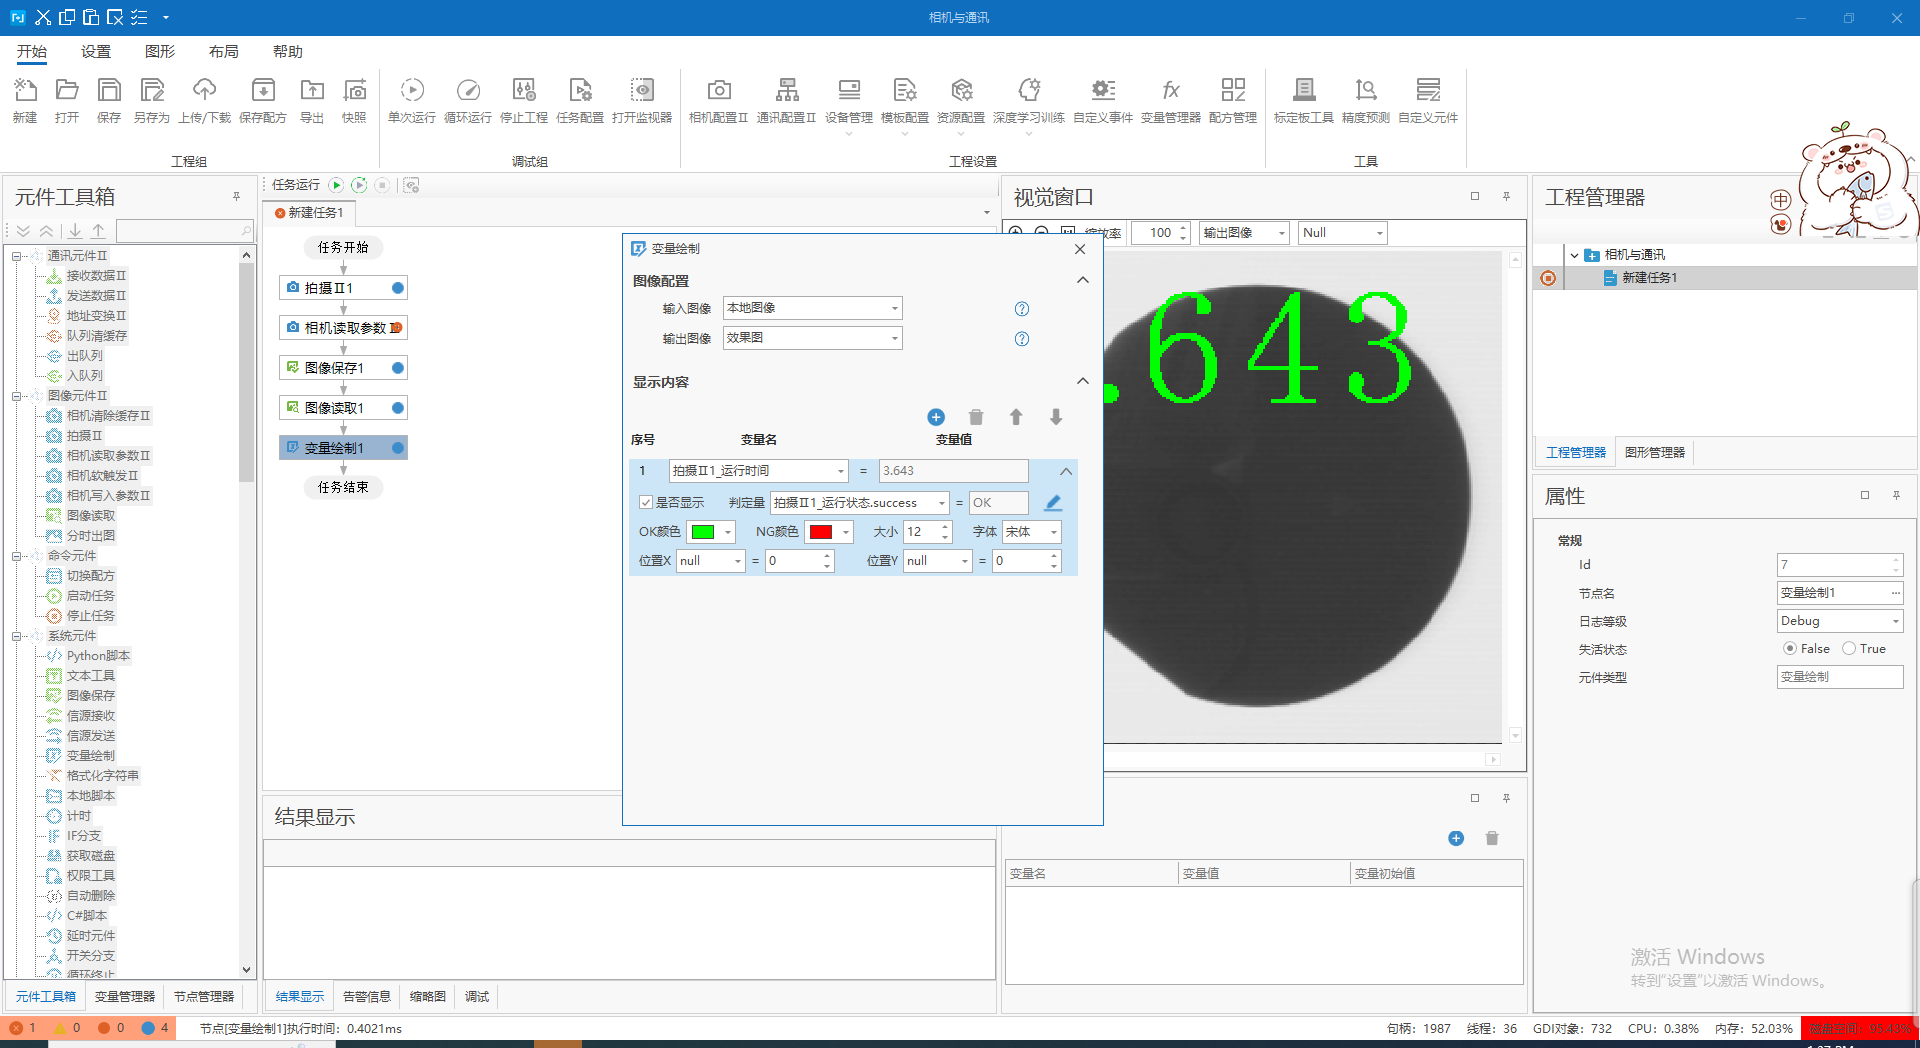 相机与通讯
开始 设置 图形 布局 帮助
新建 打开 保存 另存为 上传/下载 保存配方 导出 快照 单次运行 循环运行 停止工程 任务配置 打开监视器 相机配置II 通讯配置II 设备管理 模板配置 资源配置 深度学习训练 自定义事件 变量管理器 配方管理 标定板工具 精度预测 自定义元件
工程组 调试组 工程设置 工具
元件工具箱
通讯元件II
接收数据II
发送数据II
地址变换II
队列清缓存
出队列
入队列
图像元件II
相机清除缓存II
拍摄II
相机读取参数II
相机软触发II
相机写入参数II
图像读取
分时出图
命令元件
切换配方
启动任务
停止任务
系统元件
Python脚本
文本工具
图像保存
信源接收
信源发送
变量绘制
格式化字符串
本地脚本
计时
IF分支
获取磁盘
权限工具
自动删除
C#脚本
延时元件
开关分支
循环终止
元件工具箱 变量管理器 节点管理器
任务运行
新建任务1
任务开始
拍摄II1
相机读取参数
图像保存1
图像读取1
变量绘制1
任务结束
变量绘制
图像配置
输入图像 本地图像
输出图像 效果图
显示内容
序号 变量名 变量值
1 拍摄II1_运行时间 = 3.643
是否显示 判定量 拍摄II1_运行状态.success = OK
OK颜色 NG颜色 大小 12 字体 宋体
位置X null = 0 位置Y null = 0
结果显示
结果显示 告警信息 缩略图 调试
视觉窗口
缩放率 100 输出图像 Null
.643
变量名 变量值 变量初始值
工程管理器
中
相机与通讯
新建任务1
工程管理器 图形管理器
属性
常规
Id 7
节点名 变量绘制1 ...
日志等级 Debug
失活状态 False True
元件类型 变量绘制
激活 Windows
转到“设置”以激活 Windows。
1 0 0 4 节点[变量绘制1]执行时间：0.4021ms
句柄：1987 线程：36 GDI对象：732 CPU：0.38% 内存：52.03%